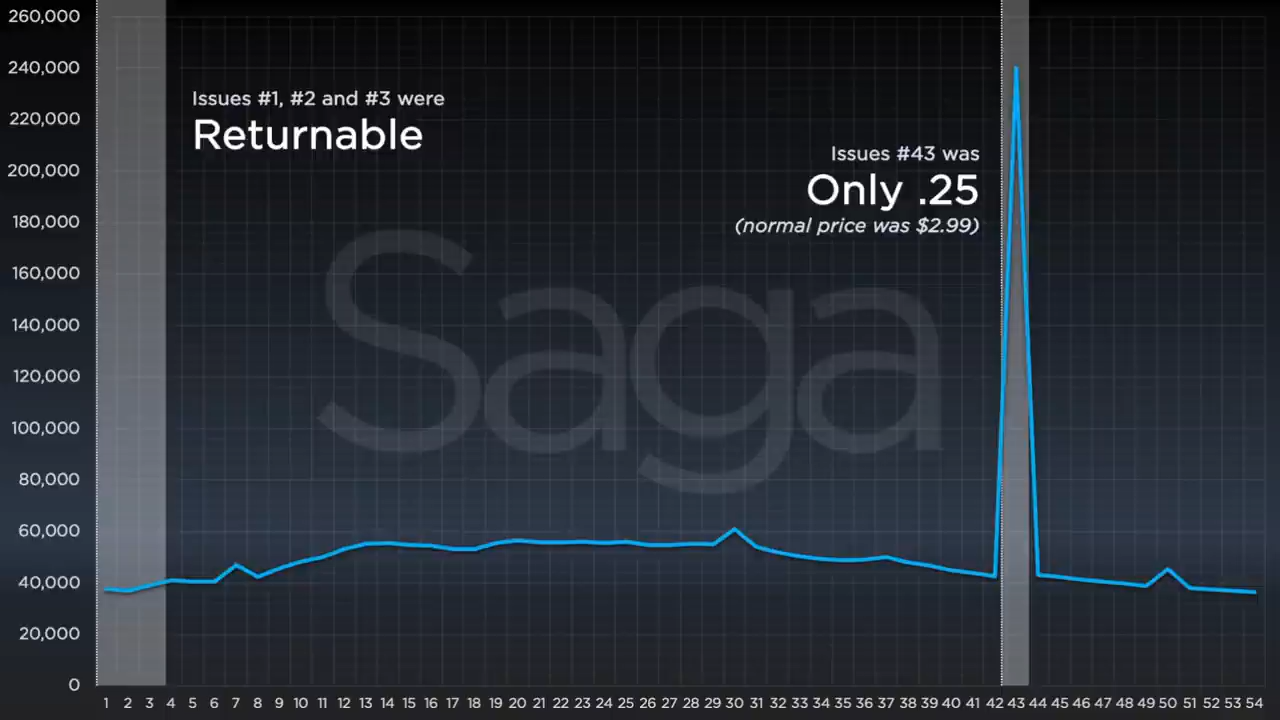 260,000
240,000
220,000
200,000
180,000
160,000
140,000
120,000
100,000
80,000
60,000
40,000
20,000
0
Issues #1, #2 and #3 were
Returnable
Issues #43 was
Only .25
(normal price was $2.99)
Saga
1 2 3 4 5 6 7 8 9 10 11 12 13 14 15 16 17 18 19 20 21 22 23 24 25 26 27 28 29 30 31 32 33 34 35 36 37 38 39 40 41 42 43 44 45 46 47 48 49 50 51 52 53 54